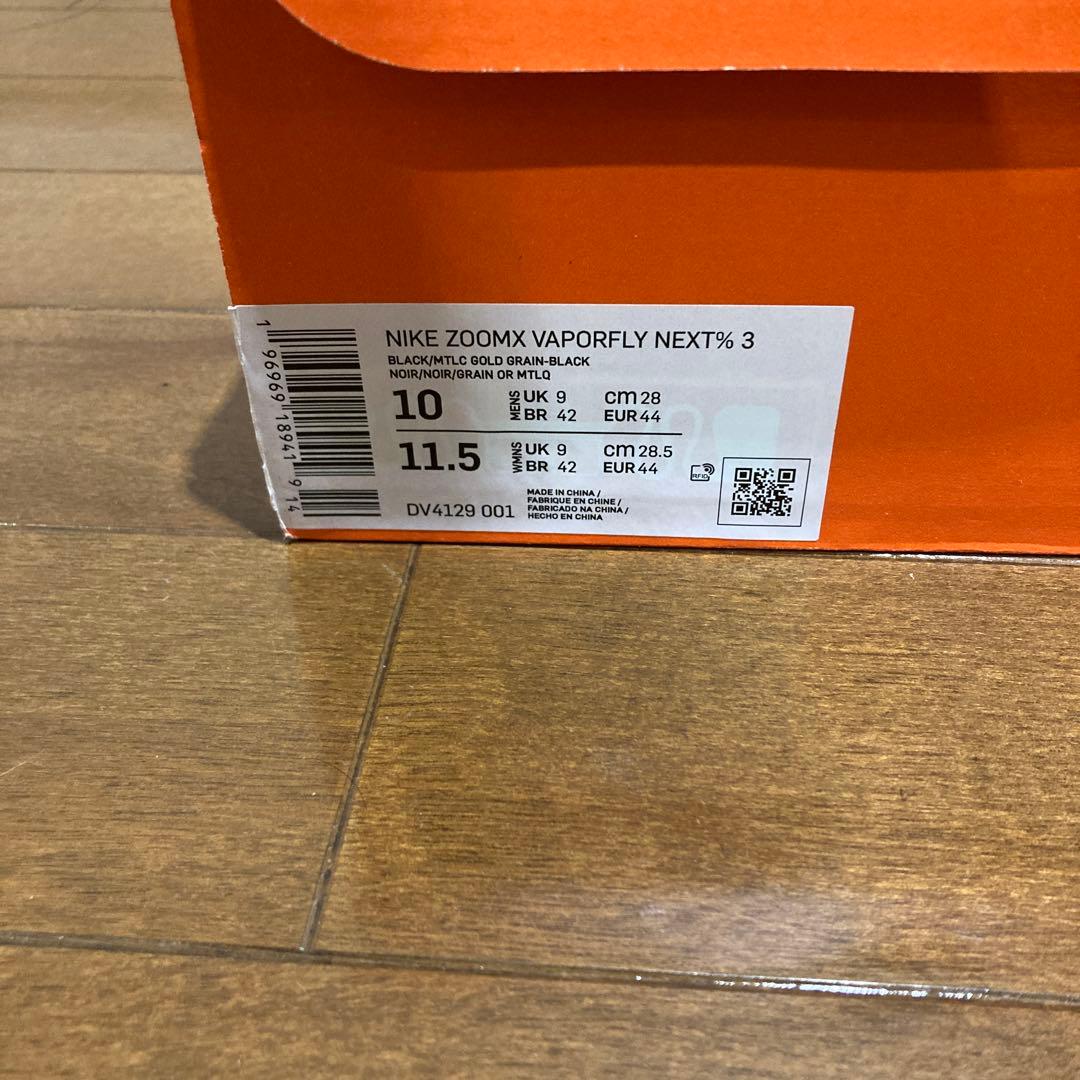 NIKE ZOOMX VAPORFLY NEXT% 3
BLACK/MTLC GOLD GRAIN-BLACK
NOIR/NOIR/GRAIN OR MTLQ
10 MENS UK 9 cm 28
BR 42 EUR 44
11.5 WMNS UK 9 cm 28.5
BR 42 EUR 44
RFID
DV4129 001
MADE IN CHINA /
FABRIQUE EN CHINE /
FABRICADO NA CHINA /
HECHO EN CHINA
1 96969 18941 9 14